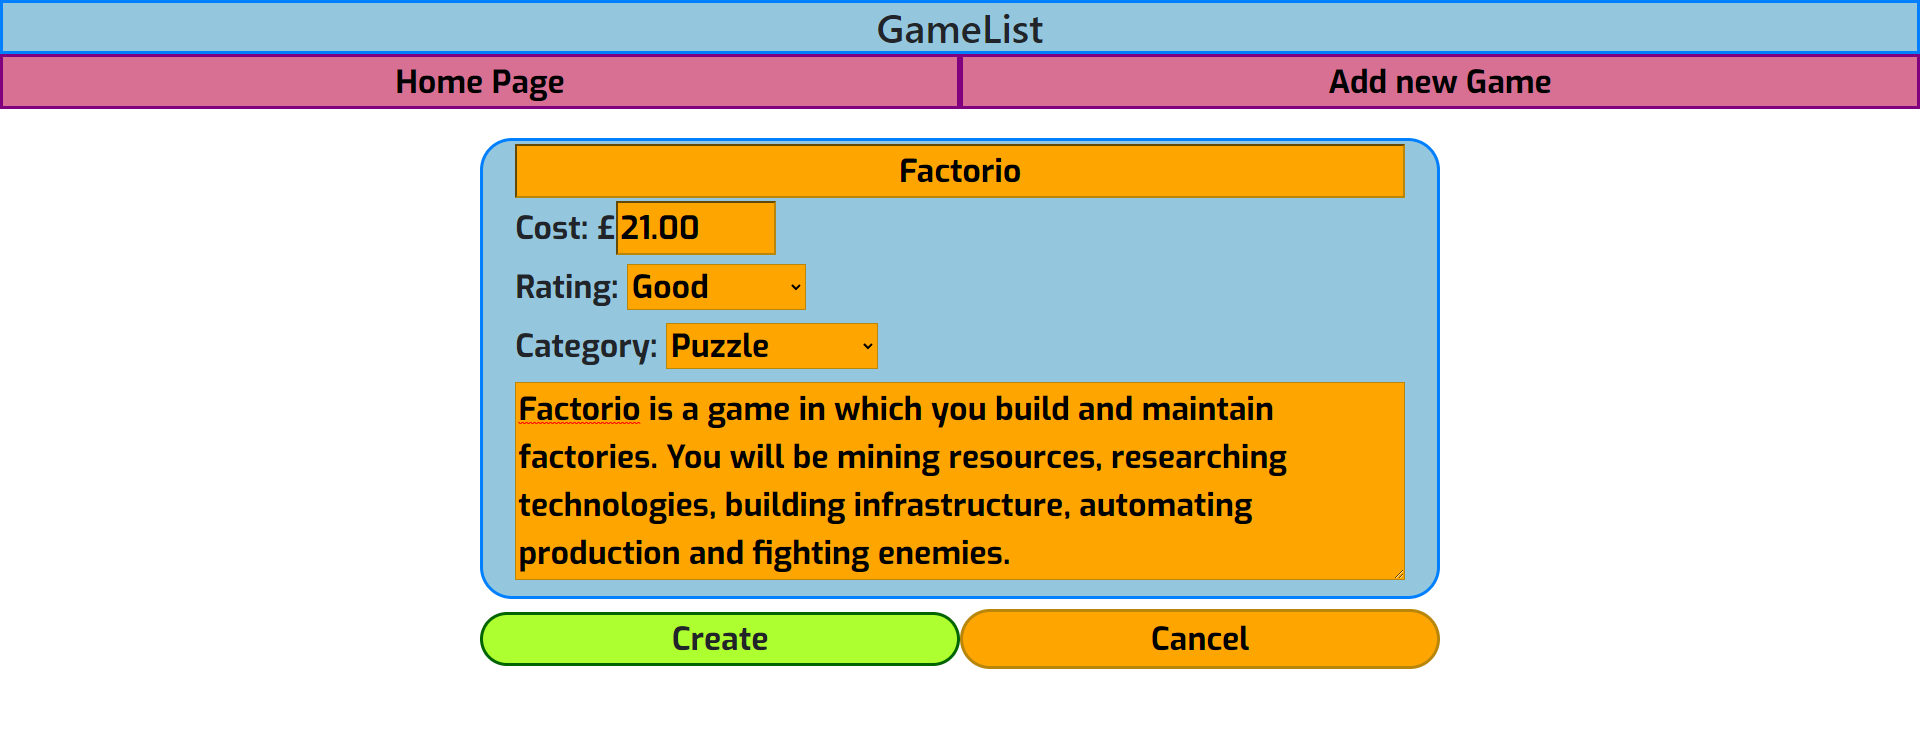 GameList
Home Page Add new Game
Factorio
Cost: £21.00
Rating: Good
Category: Puzzle
Factorio is a game in which you build and maintain
factories. You will be mining resources, researching
technologies, building infrastructure, automating
production and fighting enemies.
Create Cancel